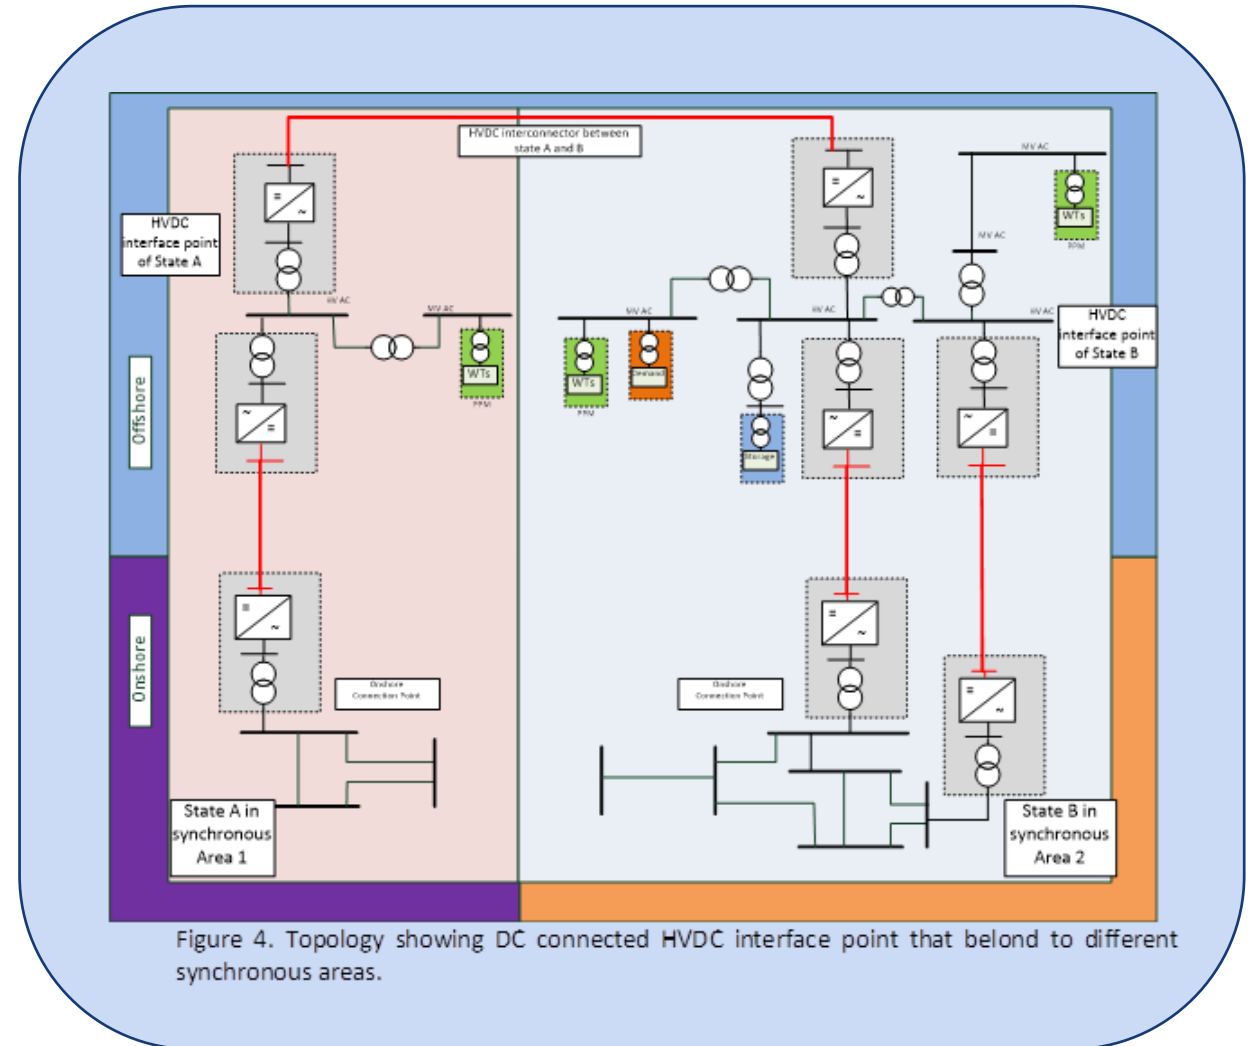 HVDC interconnector between
state A and B
MV AC
WTs
PPM
HVDC
interface point
of State A
MV AC
HV AC
MV AC
WTs
PPM
MV AC
WTs
PPM
Demand
HV AC
Storage
HV AC
HVDC
interface point
of State B
Offshore
Onshore
Onshore
Connection Point
Onshore
Connection Point
State A in
synchronous
Area 1
State B in
synchronous
Area 2
Figure 4. Topology showing DC connected HVDC interface point that belond to different
synchronous areas.